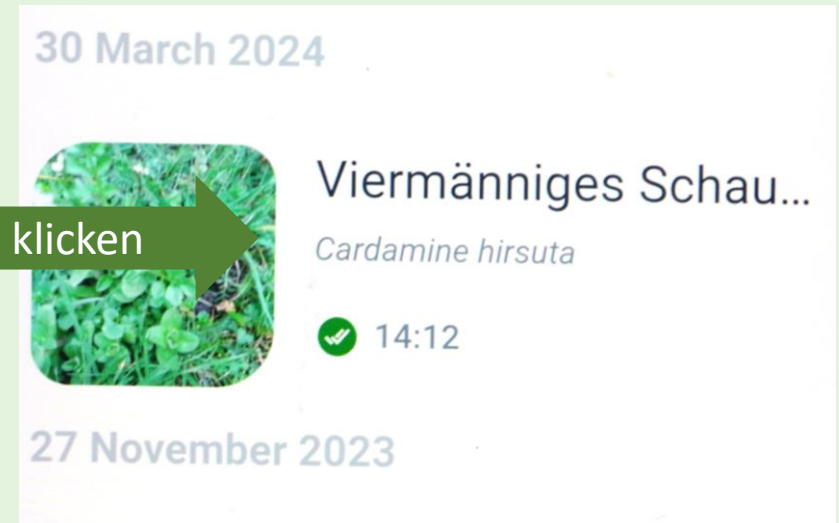 30 March 2024
klicken
Viermänniges Schau...
Cardamine hirsuta
14:12
27 November 2023